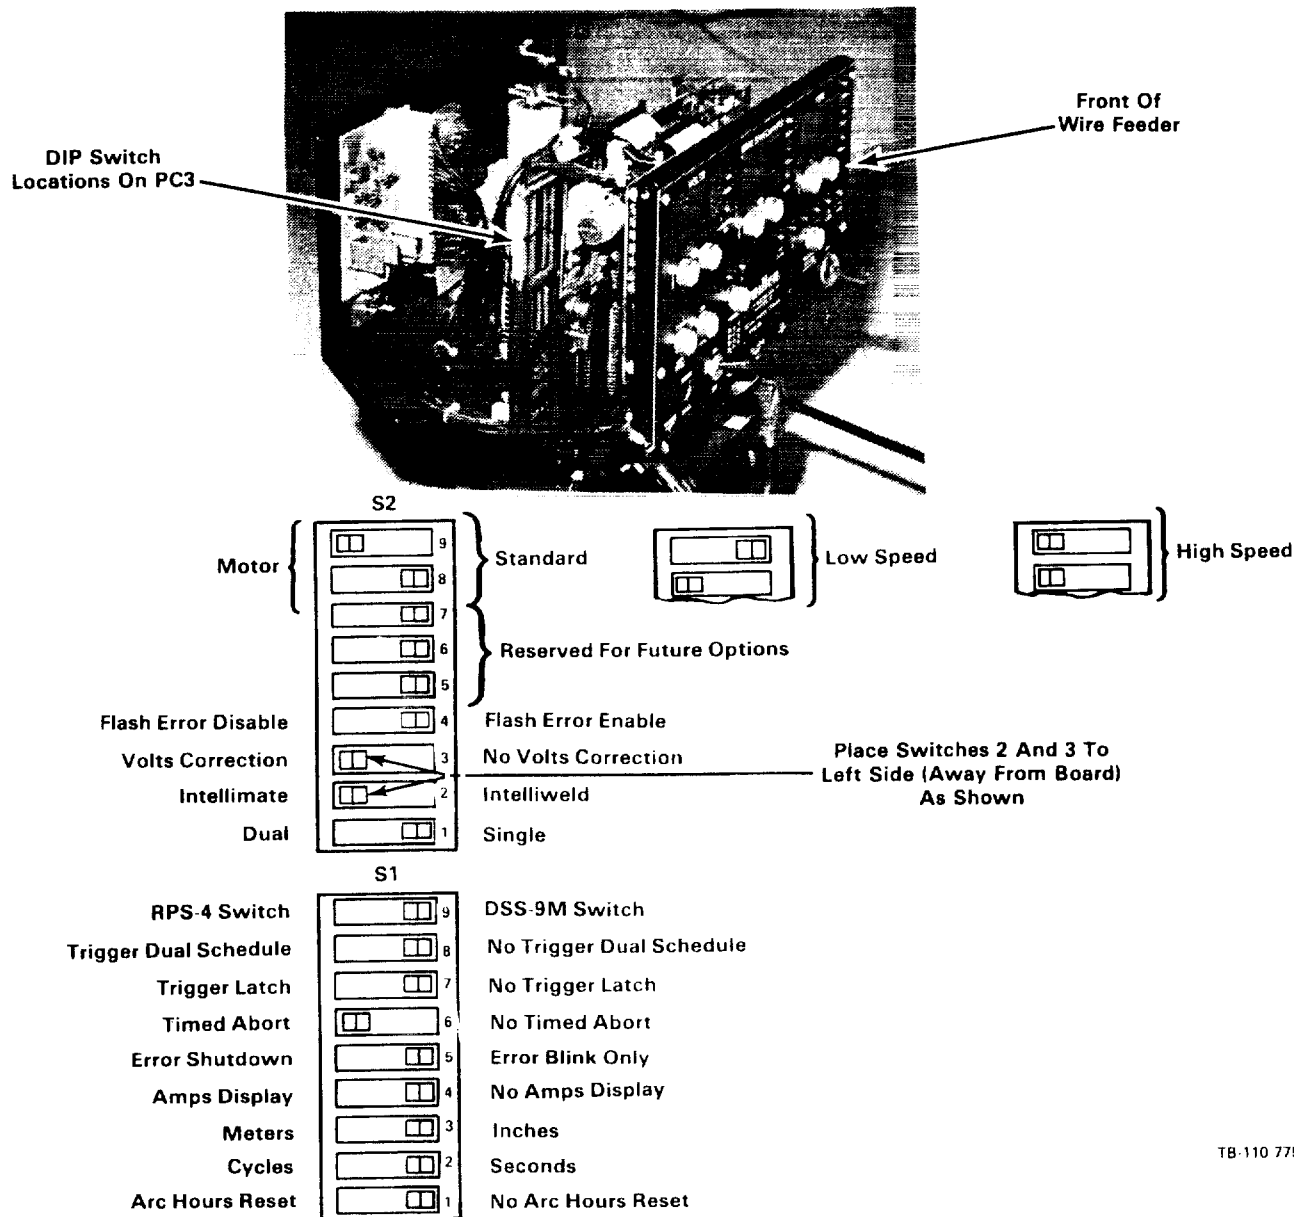 Front Of
Wire Feeder
DIP Switch
Locations On PC3
S2
Motor
9
8
Standard
Low Speed
High Speed
7
6
5
Reserved For Future Options
Flash Error Disable 4 Flash Error Enable
Volts Correction 3 No Volts Correction
Intellimate 2 Intelliweld
Dual 1 Single
Place Switches 2 And 3 To
Left Side (Away From Board)
As Shown
S1
RPS-4 Switch 9 DSS-9M Switch
Trigger Dual Schedule 8 No Trigger Dual Schedule
Trigger Latch 7 No Trigger Latch
Timed Abort 6 No Timed Abort
Error Shutdown 5 Error Blink Only
Amps Display 4 No Amps Display
Meters 3 Inches
Cycles 2 Seconds
Arc Hours Reset 1 No Arc Hours Reset
TB-110 775